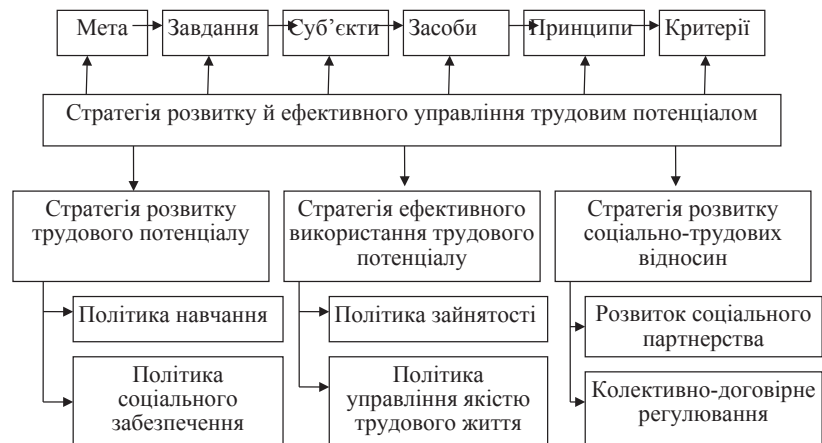 Мета
Завдання
Суб’єкти
Засоби
Принципи
Критерії
Стратегія розвитку й ефективного управління трудовим потенціалом
Стратегія розвитку
трудового потенціалу
Стратегія ефективного
використання трудового
потенціалу
Стратегія розвитку
соціально-трудових
відносин
Політика навчання
Політика зайнятості
Розвиток соціального
партнерства
Політика
соціального
забезпечення
Політика
управління якістю
трудового життя
Колективно-договірне
регулювання